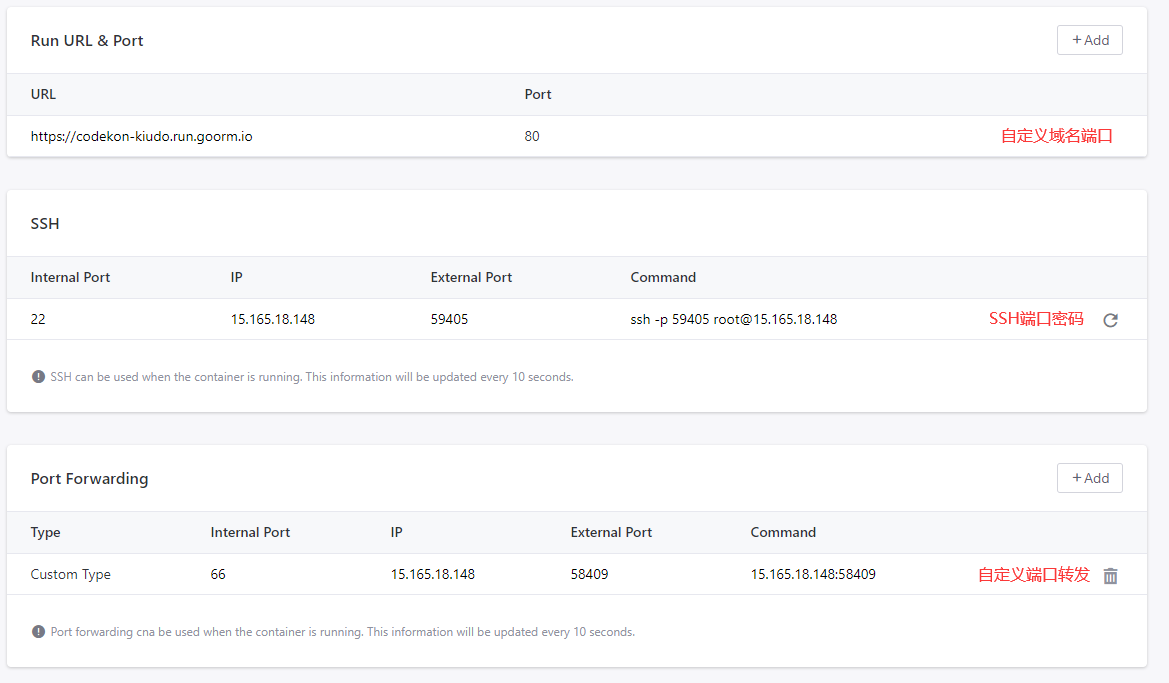 Run URL & Port
+ Add
URL Port
https://codekon-kiudo.run.goorm.io 80 自定义域名端口
SSH
Internal Port IP External Port Command
22 15.165.18.148 59405 ssh -p 59405 root@15.165.18.148 SSH端口密码
SSH can be used when the container is running. This information will be updated every 10 seconds.
Port Forwarding
+ Add
Type Internal Port IP External Port Command
Custom Type 66 15.165.18.148 58409 15.165.18.148:58409 自定义端口转发
Port forwarding cna be used when the container is running. This information will be updated every 10 seconds.